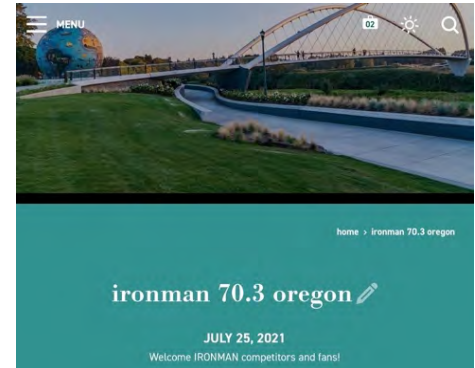 MENU
02
home › ironman 70.3 oregon
ironman 70.3 oregon
JULY 25, 2021
Welcome IRONMAN competitors and fans!